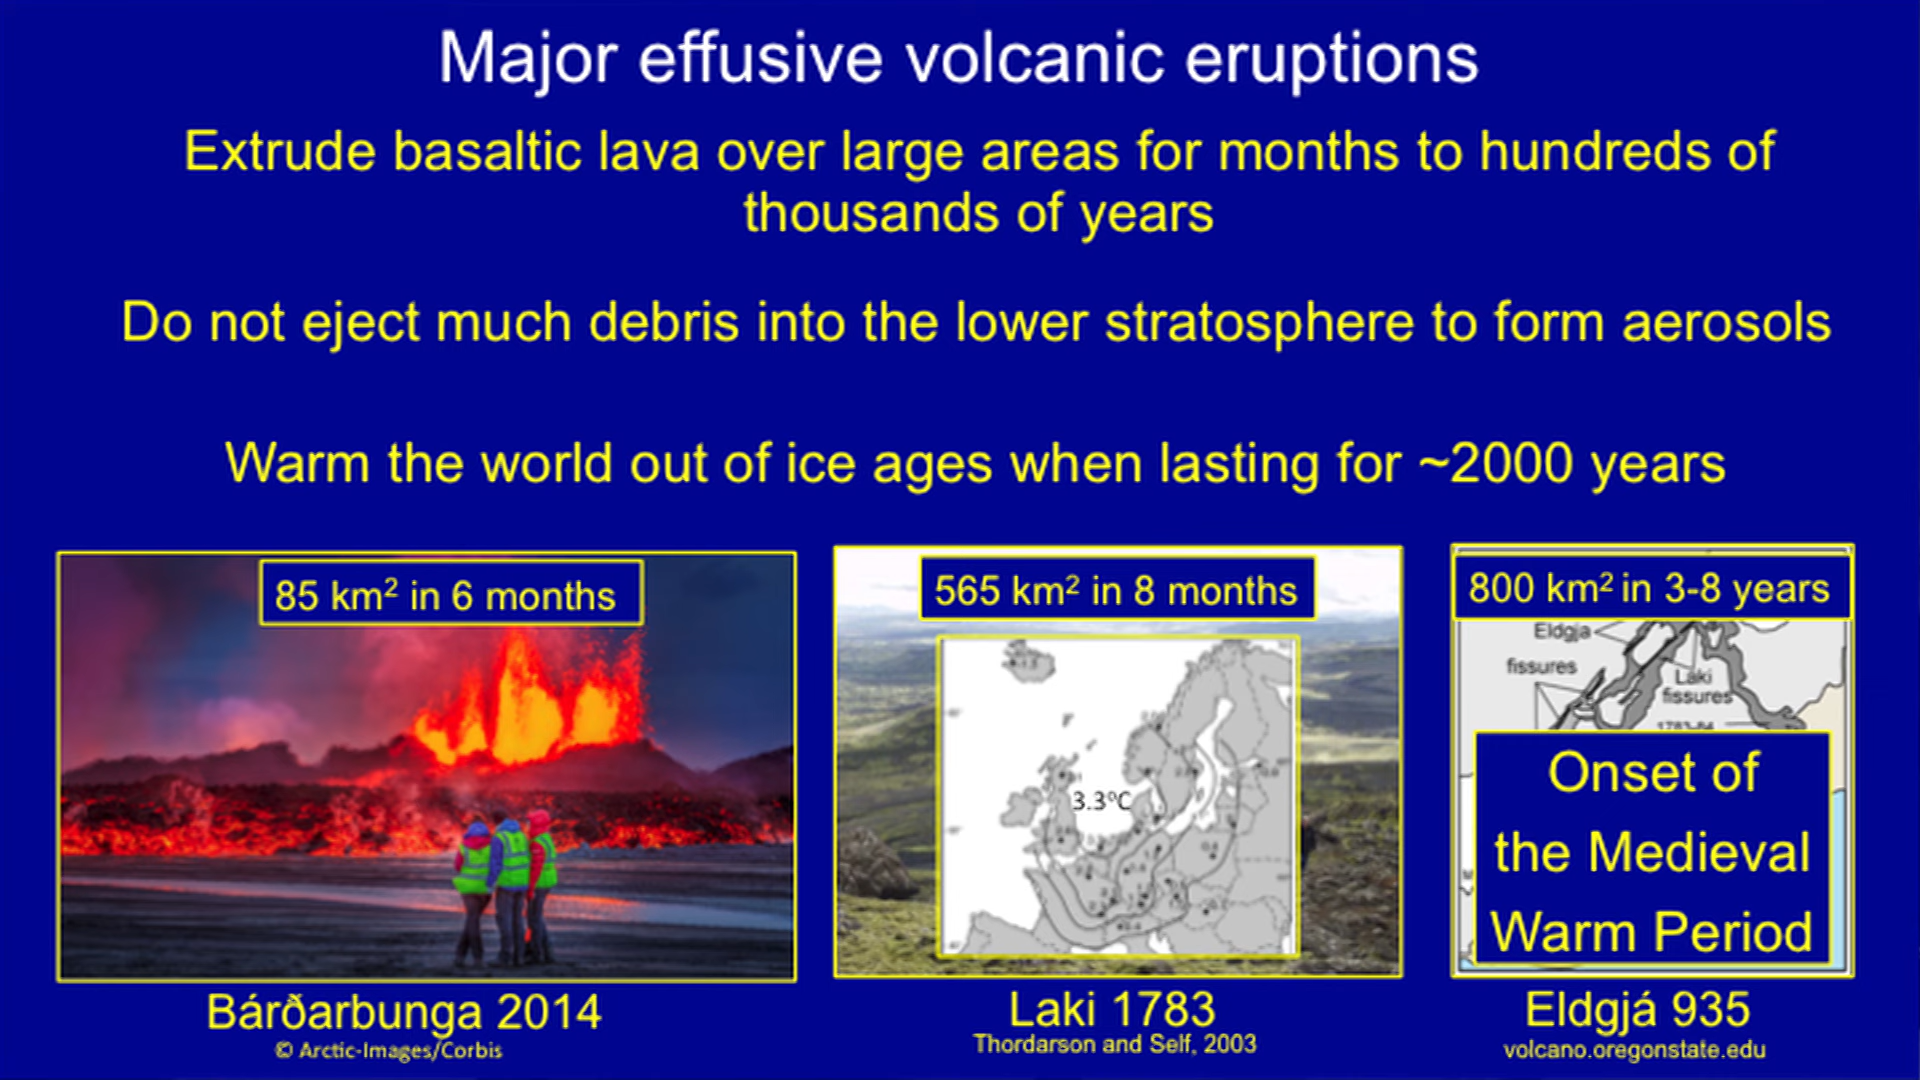 Major effusive volcanic eruptions
Extrude basaltic lava over large areas for months to hundreds of
thousands of years
Do not eject much debris into the lower stratosphere to form aerosols
Warm the world out of ice ages when lasting for ~2000 years
85 km² in 6 months
565 km² in 8 months
800 km² in 3-8 years
Eldgja
fissures
Laki
fissures
3.3ºC
Onset of
the Medieval
Warm Period
Bárðarbunga 2014
© Arctic-Images/Corbis
Laki 1783
Thordarson and Self, 2003
Eldgjá 935
volcano.oregonstate.edu